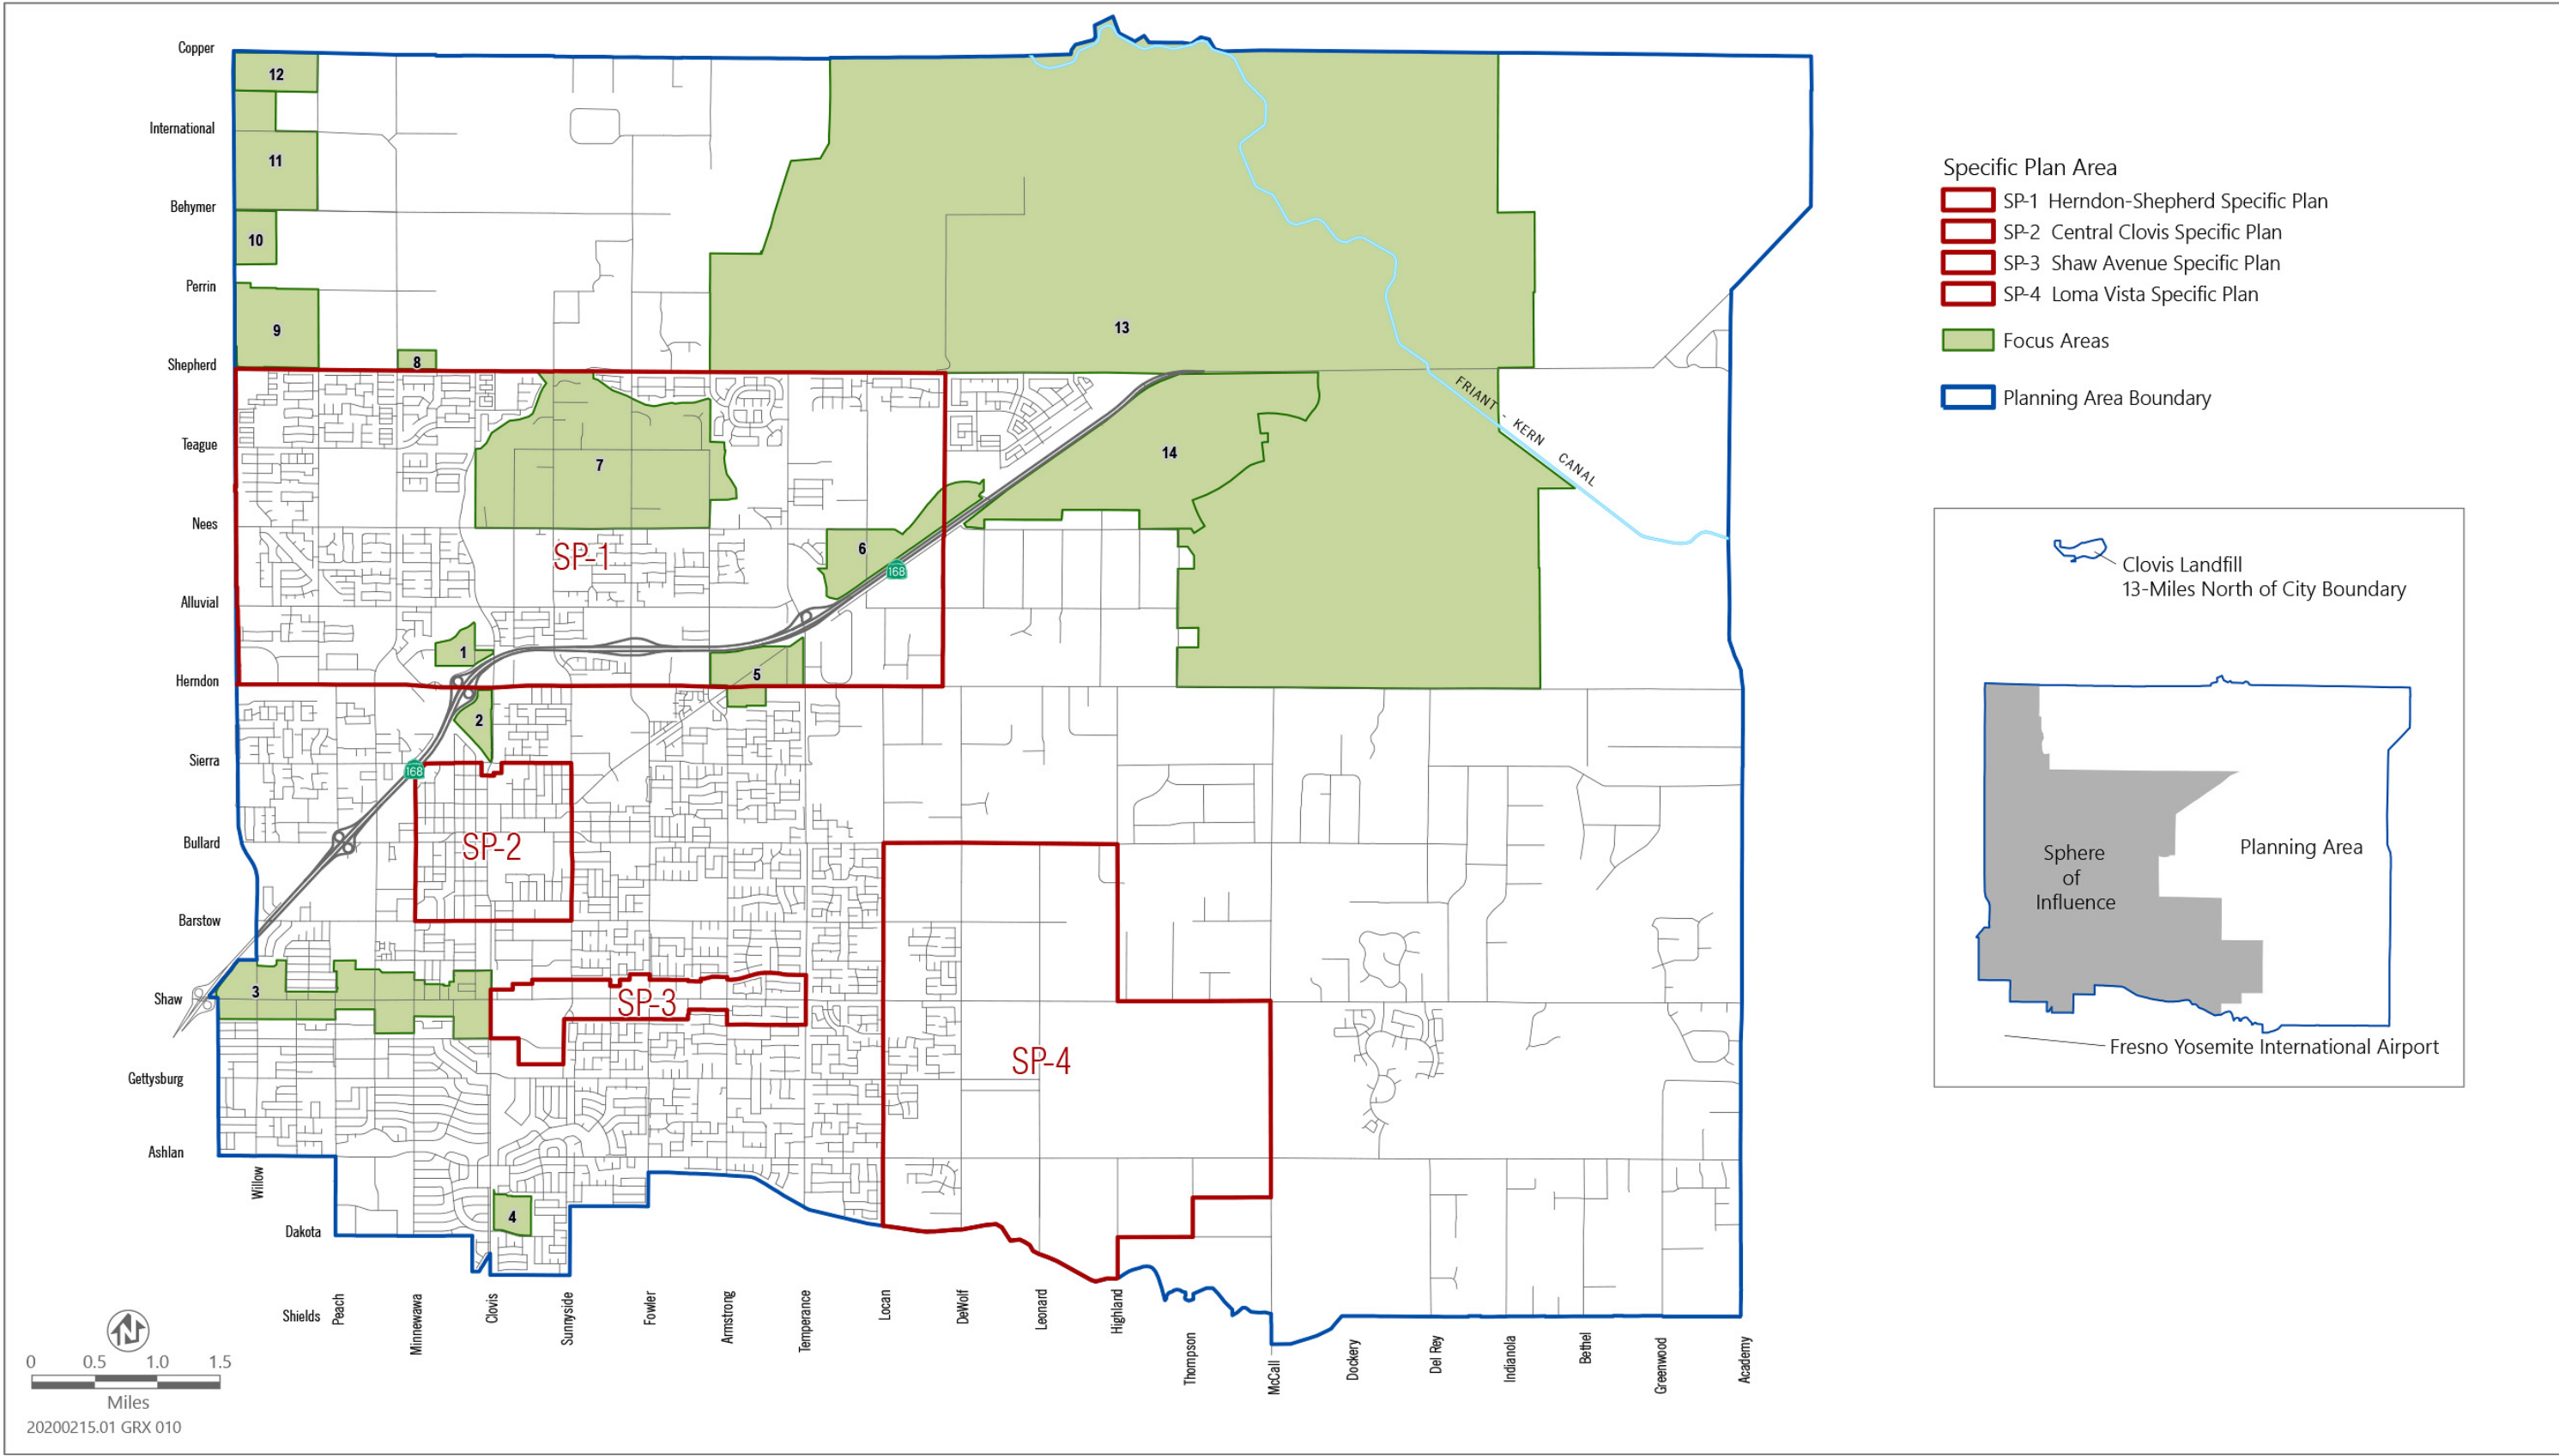 Copper
International
Behymer
Perrin
Shepherd
Teague
Nees
Alluvial
Herndon
Sierra
Bullard
Barstow
Shaw
Gettysburg
Ashlan
Dakota
Shields
12
11
10
9
8
13
7
14
6
SP-1
168
1
5
2
168
SP-2
3
SP-3
SP-4
4
FRIANT - KERN CANAL
Willow
Peach
Minnewawa
Clovis
Sunnyside
Fowler
Armstrong
Temperance
Locan
DeWolf
Leonard
Highland
Thompson
McCall
Dockery
Del Rey
Indianola
Bethel
Greenwood
Academy
0 0.5 1.0 1.5
Miles
20200215.01 GRX 010
Specific Plan Area
SP-1 Herndon-Shepherd Specific Plan
SP-2 Central Clovis Specific Plan
SP-3 Shaw Avenue Specific Plan
SP-4 Loma Vista Specific Plan
Focus Areas
Planning Area Boundary
Clovis Landfill
13-Miles North of City Boundary
Sphere
of
Influence
Planning Area
Fresno Yosemite International Airport